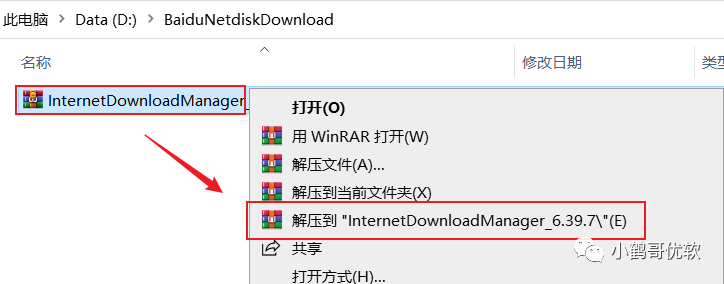 此电脑 > Data (D:) > BaiduNetdiskDownload
名称 修改日期 类型
InternetDownloadManager_
打开(O)
用 WinRAR 打开(W)
解压文件(A)...
解压到当前文件夹(X)
解压到 "InternetDownloadManager_6.39.7\"(E)
共享
小鹤哥优软
打开方式(H)...